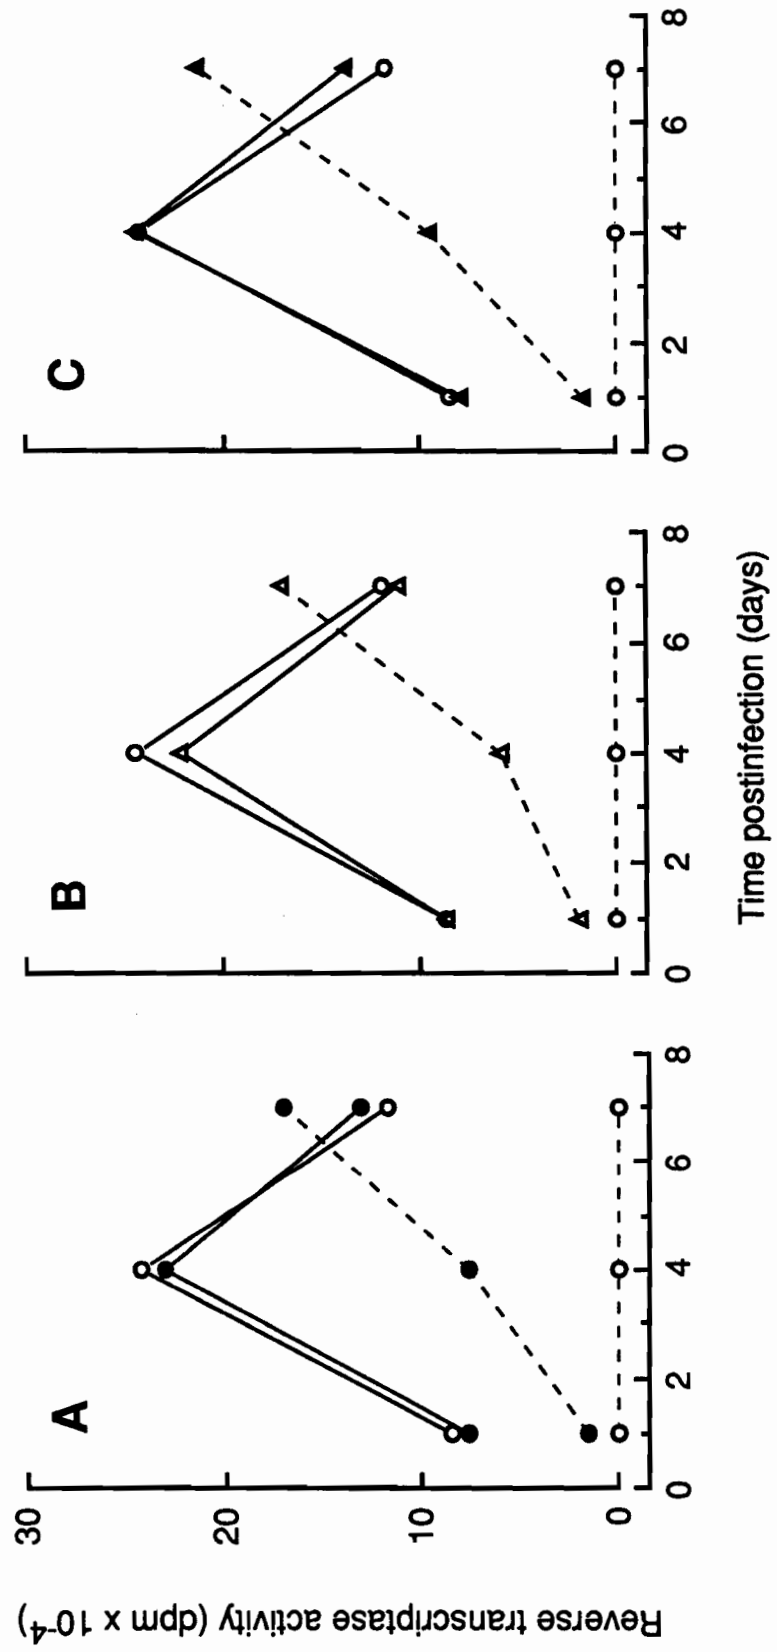 A
B
C
Reverse transcriptase activity (dpm x 10-4)
30
20
10
0
0 2 4 6 8
0 2 4 6 8
0 2 4 6 8
Time postinfection (days)